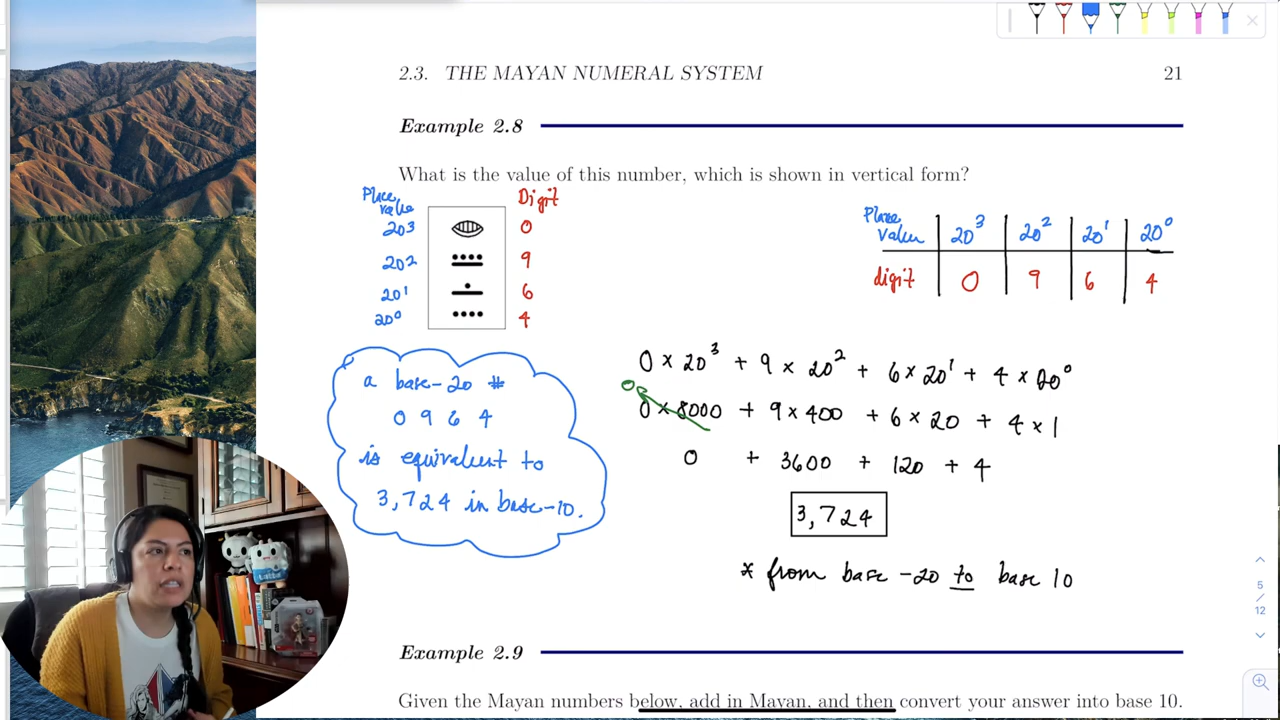 2.3. THE MAYAN NUMERAL SYSTEM 21
Example 2.8
What is the value of this number, which is shown in vertical form?
Place value Digit
20³ 0
20² 9
20¹ 6
20⁰ 4
Place value 20³ 20² 20¹ 20⁰
digit 0 9 6 4
0 × 20³ + 9 × 20² + 6 × 20¹ + 4 × 20⁰
0
0 × 8000 + 9 × 400 + 6 × 20 + 4 × 1
0 + 3600 + 120 + 4
3,724
* from base -20 to base 10
a base-20 #
0 9 6 4
is equivalent to
3,724 in base-10.
5
/
12
Example 2.9
Given the Mayan numbers below, add in Mayan, and then convert your answer into base 10.